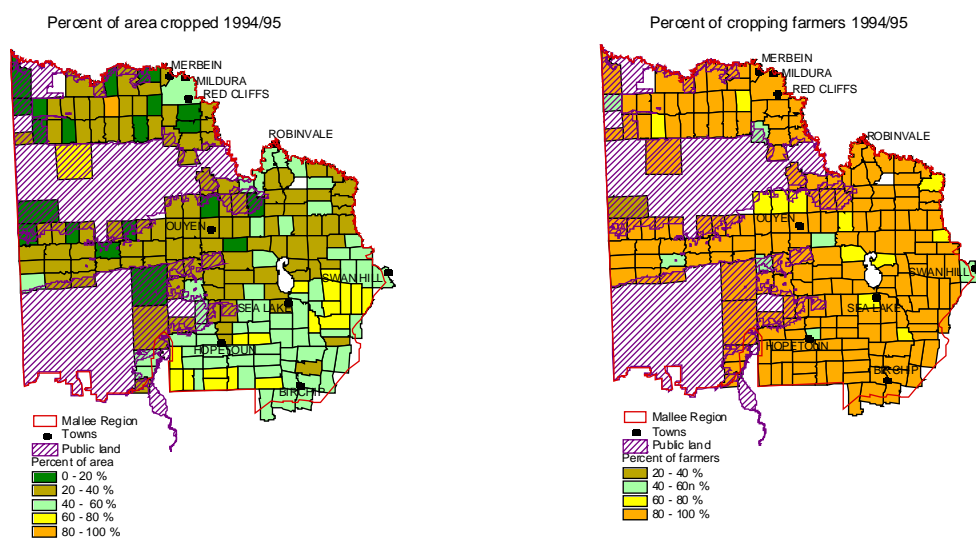 Percent of area cropped 1994/95
MERBEIN
MILDURA
RED CLIFFS
ROBINVALE
OUYEN
SWAN HILL
SEA LAKE
HOPETOUN
BIRCHIP
Mallee Region
Towns
Public land
Percent of area
0 - 20 %
20 - 40 %
40 - 60 %
60 - 80 %
80 - 100 %
Percent of cropping farmers 1994/95
MERBEIN
MILDURA
RED CLIFFS
ROBINVALE
OUYEN
SWAN HILL
SEA LAKE
HOPETOUN
BIRCHIP
Mallee Region
Towns
Public land
Percent of farmers
20 - 40 %
40 - 60n %
60 - 80 %
80 - 100 %